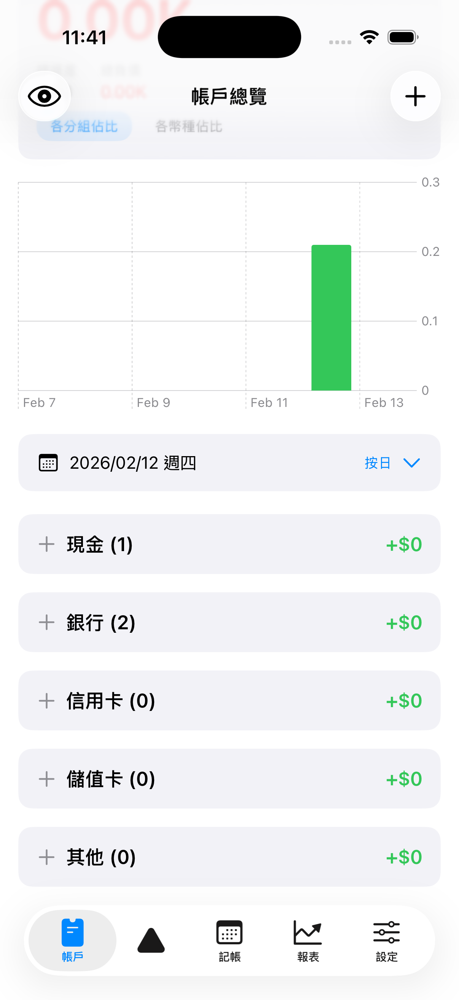 0.00K
11:41
0.00K
帳戶總覽
各分組佔比 各幣種佔比
0.3
0.2
0.1
0
Feb 7 Feb 9 Feb 11 Feb 13
2026/02/12 週四 按日
現金 (1) +$0
銀行 (2) +$0
信用卡 (0) +$0
儲值卡 (0) +$0
其他 (0) +$0
帳戶 記帳 報表 設定